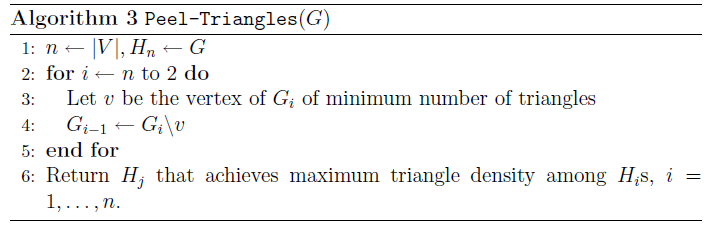 Algorithm 3 Peel-Triangles(G)
1: n ← |V|, Hₙ ← G
2: for i ← n to 2 do
3: Let v be the vertex of Gᵢ of minimum number of triangles
4: Gᵢ₋₁ ← Gᵢ\v
5: end for
6: Return Hⱼ that achieves maximum triangle density among Hᵢs, i =
1, . . . , n.